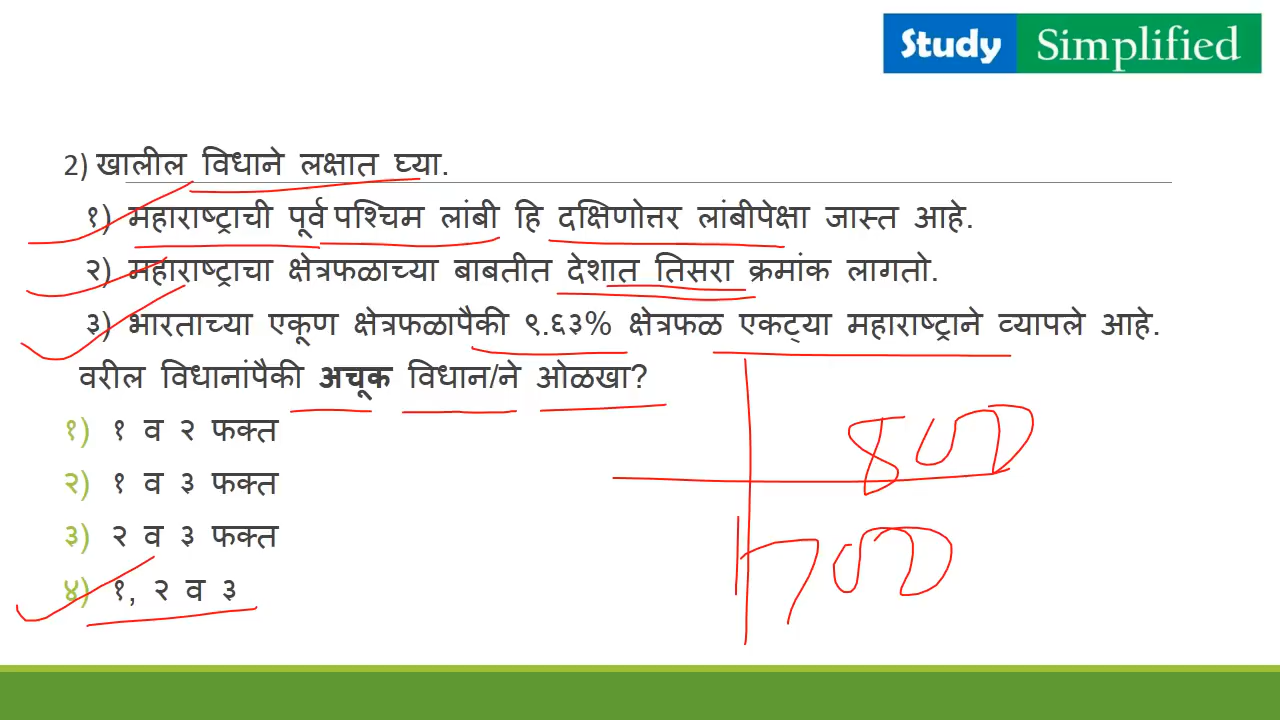 Study Simplified
2) खालील विधाने लक्षात घ्या.
१) महाराष्ट्राची पूर्व पश्चिम लांबी हि दक्षिणोत्तर लांबीपेक्षा जास्त आहे.
२) महाराष्ट्राचा क्षेत्रफळाच्या बाबतीत देशात तिसरा क्रमांक लागतो.
३) भारताच्या एकूण क्षेत्रफळापैकी ९.६३% क्षेत्रफळ एकट्या महाराष्ट्राने व्यापले आहे.
वरील विधानांपैकी अचूक विधान/ने ओळखा?
१) १ व २ फक्त
२) १ व ३ फक्त
800
३) २ व ३ फक्त
700
४) १, २ व ३